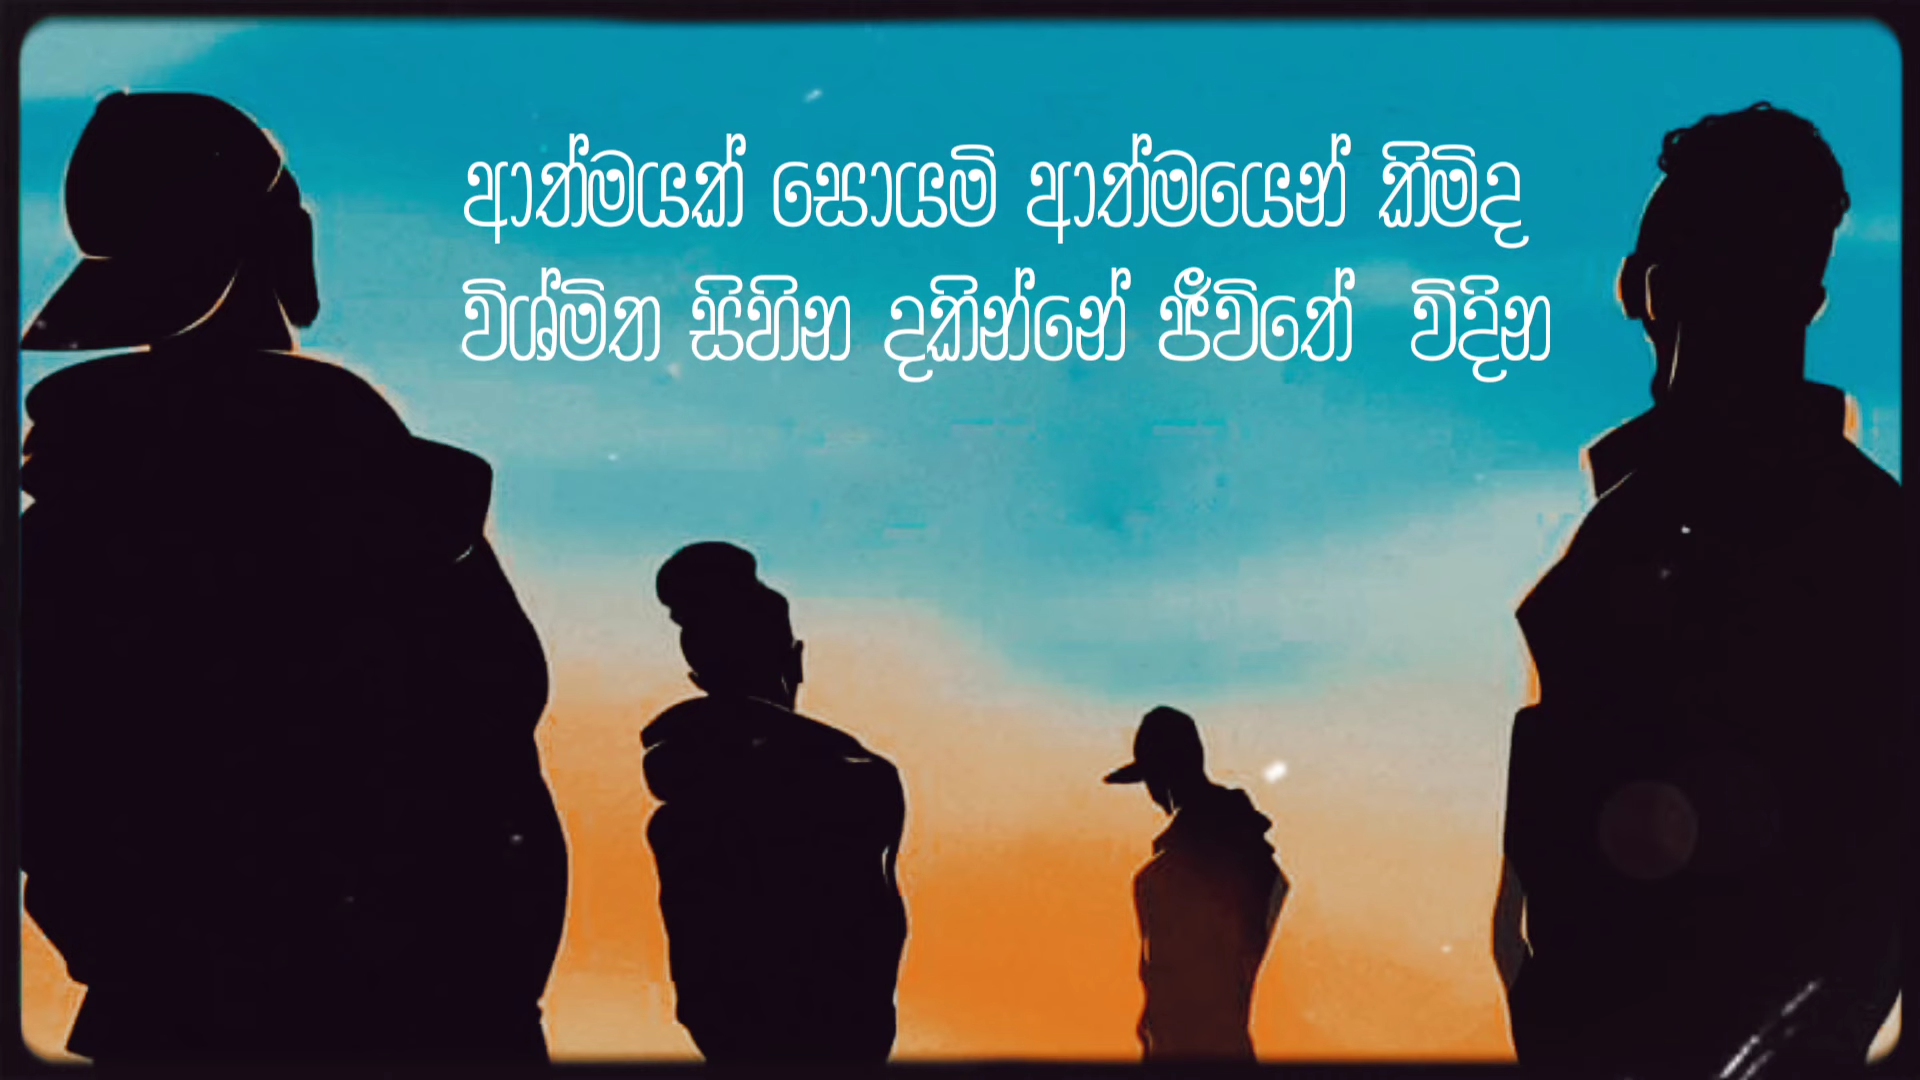 ආත්මයක් සොයමි ආත්මයෙන් කිමිද
විශ්මිත සිහින දකින්නේ ජීවිතේ විදින